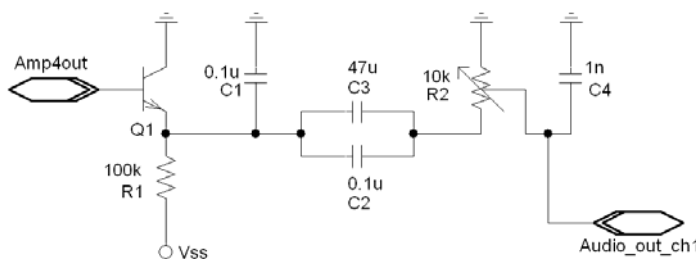 Amp4out
Q1
100k
R1
Vss
0.1u
C1
47u
C3
0.1u
C2
10k
R2
1n
C4
Audio_out_ch1